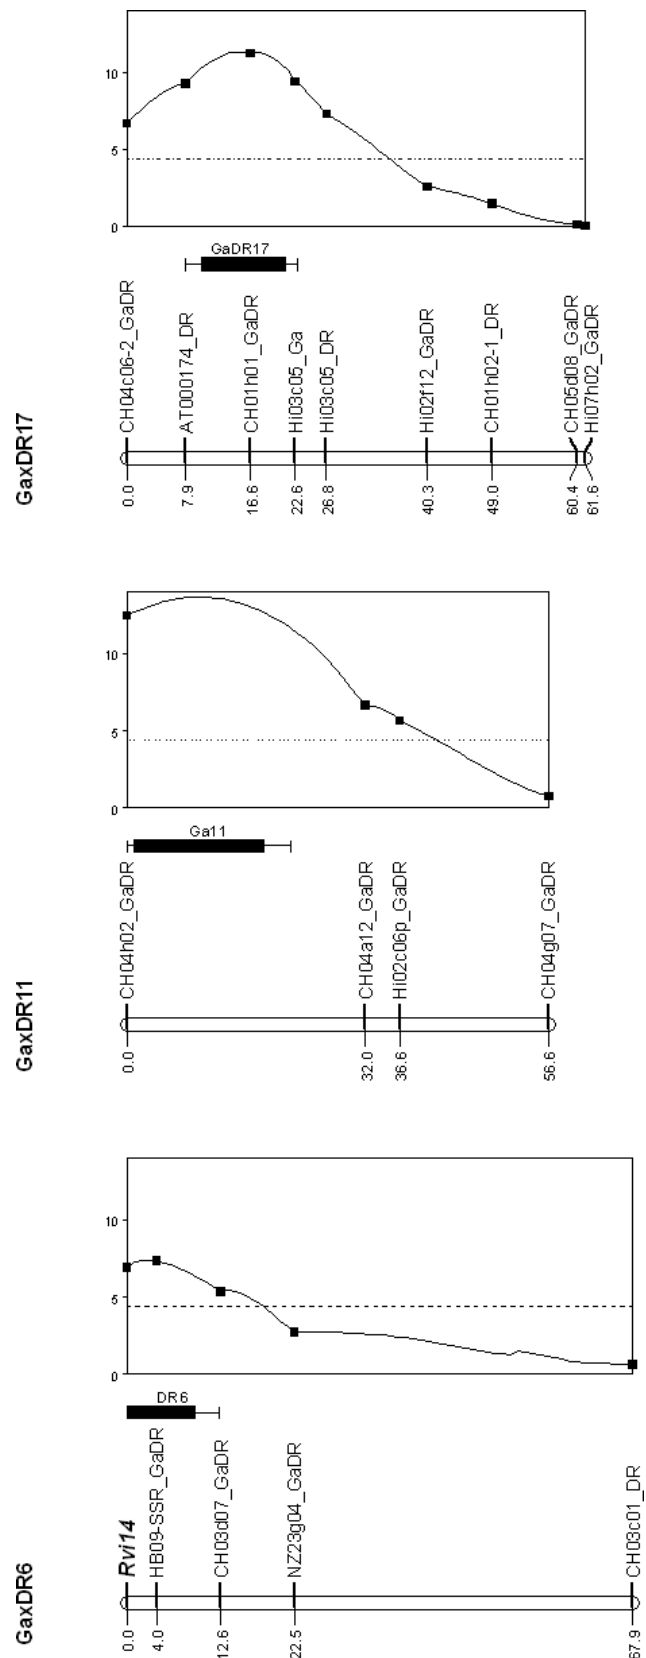 10
5
0
GaDR17
CH04c06-2_GaDR
AT000174_DR
CH01h01_GaDR
Hi03c05_Ga
Hi03c05_DR
Hi02f12_GaDR
CH01h02-1_DR
CH05d08_GaDR
Hi07h02_GaDR
GaxDR17
0.0
7.9
16.6
22.6
26.8
40.3
49.0
60.4
61.6
10
5
0
Ga11
CH04h02_GaDR
CH04a12_GaDR
Hi02c06p_GaDR
CH04g07_GaDR
GaxDR11
0.0
32.0
36.6
56.6
10
5
0
DR6
Rvi14
HB09-SSR_GaDR
CH03d07_GaDR
NZ23g04_GaDR
CH03c01_DR
GaxDR6
0.0
4.0
12.6
22.5
67.9